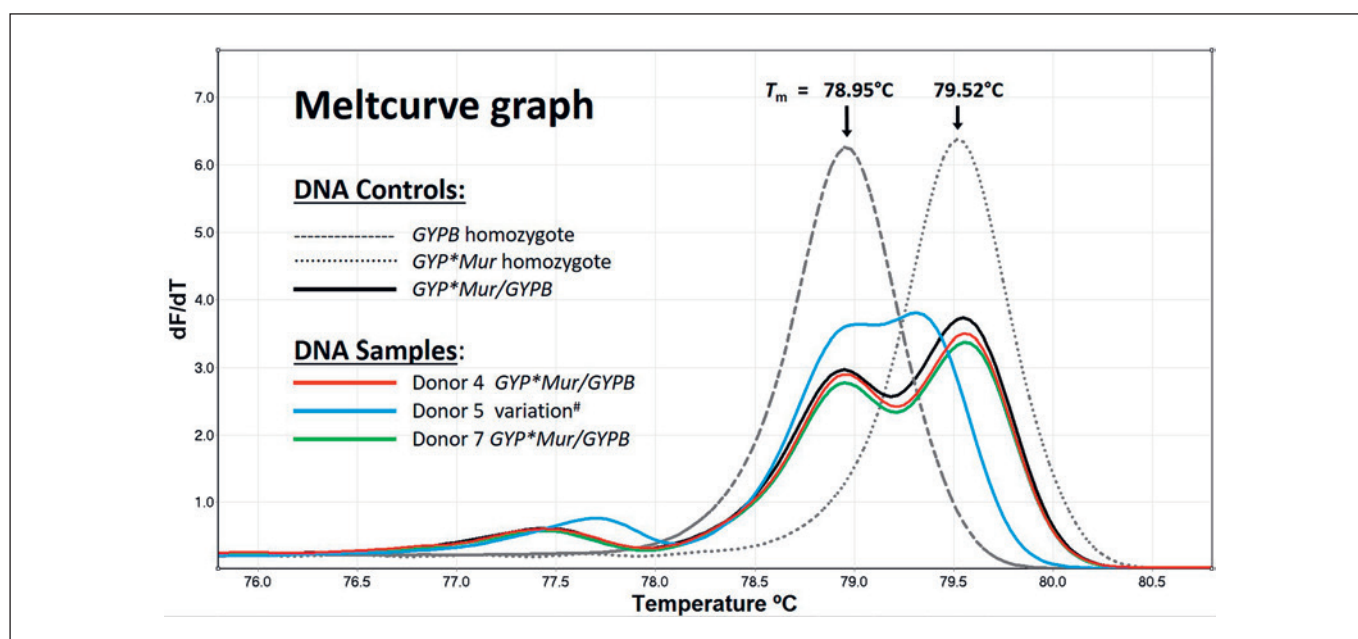 Meltcurve graph
Tm = 78.95°C 79.52°C
DNA Controls:
GYPB homozygote
GYP*Mur homozygote
GYP*Mur/GYPB
DNA Samples:
Donor 4 GYP*Mur/GYPB
Donor 5 variation#
Donor 7 GYP*Mur/GYPB
dF/dT
7.0
6.0
5.0
4.0
3.0
2.0
1.0
76.0 76.5 77.0 77.5 78.0 78.5 79.0 79.5 80.0 80.5
Temperature ºC